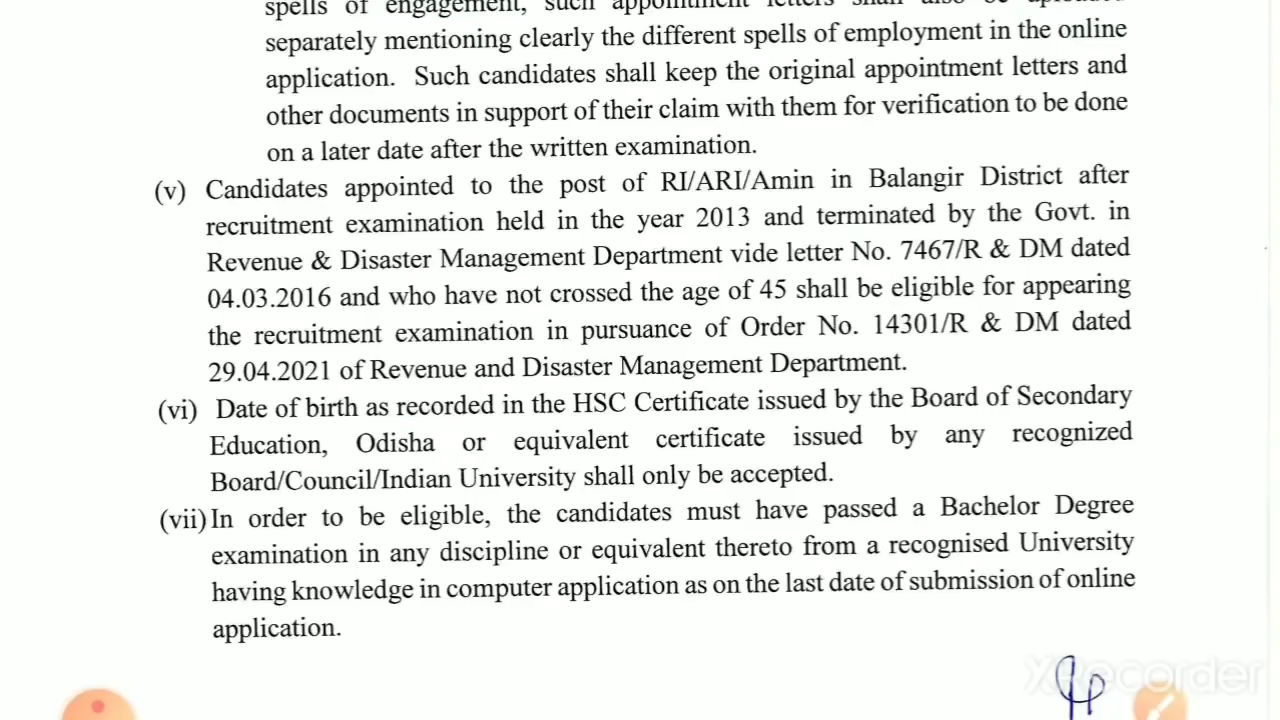 spells of engagement, such appointment letters shall also be uploaded
separately mentioning clearly the different spells of employment in the online
application. Such candidates shall keep the original appointment letters and
other documents in support of their claim with them for verification to be done
on a later date after the written examination.
(v) Candidates appointed to the post of RI/ARI/Amin in Balangir District after
recruitment examination held in the year 2013 and terminated by the Govt. in
Revenue & Disaster Management Department vide letter No. 7467/R & DM dated
04.03.2016 and who have not crossed the age of 45 shall be eligible for appearing
the recruitment examination in pursuance of Order No. 14301/R & DM dated
29.04.2021 of Revenue and Disaster Management Department.
(vi) Date of birth as recorded in the HSC Certificate issued by the Board of Secondary
Education, Odisha or equivalent certificate issued by any recognized
Board/Council/Indian University shall only be accepted.
(vii) In order to be eligible, the candidates must have passed a Bachelor Degree
examination in any discipline or equivalent thereto from a recognised University
having knowledge in computer application as on the last date of submission of online
application.
XRecorder